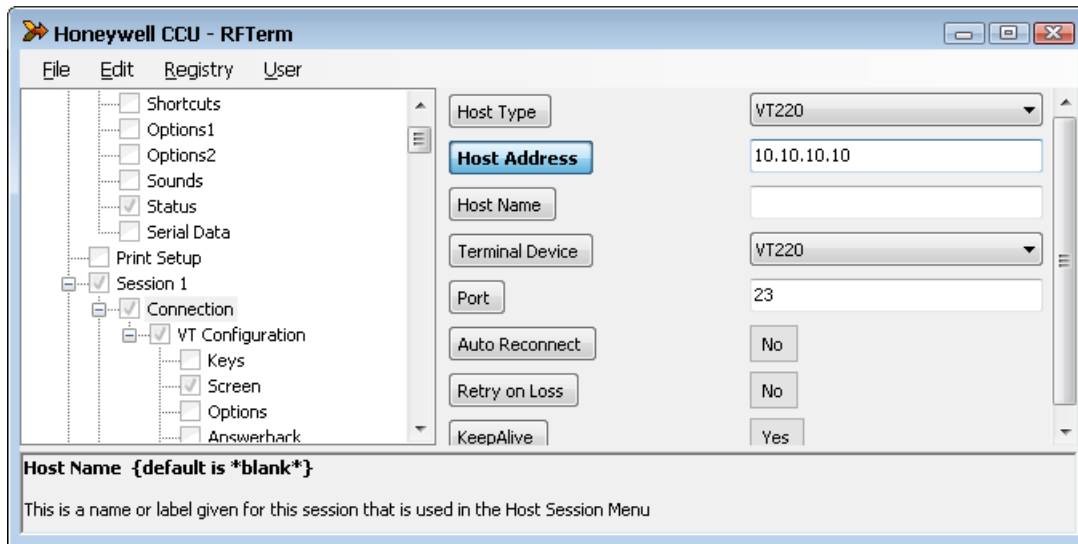 Honeywell CCU - RFTerm
File Edit Registry User
Shortcuts
Options1
Options2
Sounds
Status
Serial Data
Print Setup
Session 1
Connection
VT Configuration
Keys
Screen
Options
Answerback
Host Type VT220
Host Address 10.10.10.10
Host Name
Terminal Device VT220
Port 23
Auto Reconnect No
Retry on Loss No
KeepAlive Yes
Host Name {default is *blank*}
This is a name or label given for this session that is used in the Host Session Menu